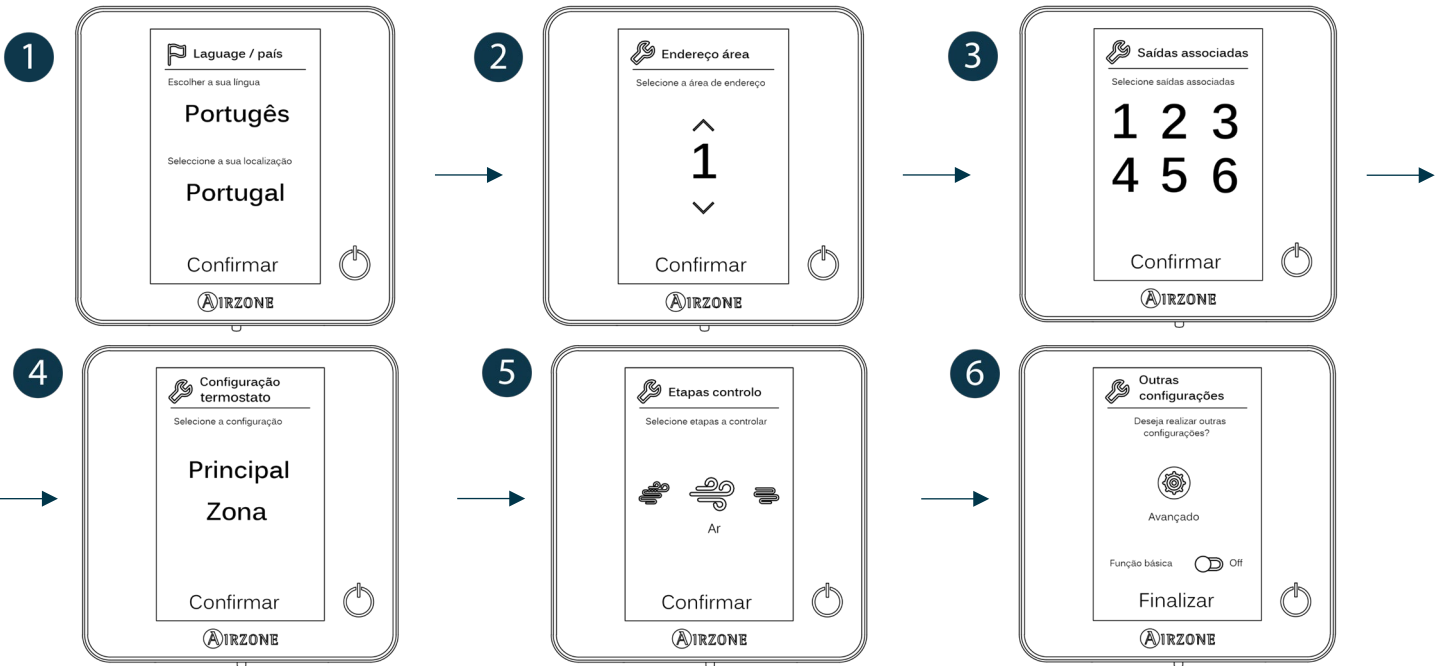 1
Laguage / país
Escolher a sua língua
Portugês
Seleccione a sua localização
Portugal
Confirmar
AIRZONE
2
Endereço área
Selecione a área de endereço
1
Confirmar
AIRZONE
3
Saídas associadas
Selecione saídas associadas
1 2 3
4 5 6
Confirmar
AIRZONE
4
Configuração
termostato
Selecione a configuração
Principal
Zona
Confirmar
AIRZONE
5
Etapas controlo
Selecione etapas a controlar
Ar
Confirmar
AIRZONE
6
Outras
configurações
Deseja realizar outras
configurações?
Avançado
Função básica Off
Finalizar
AIRZONE